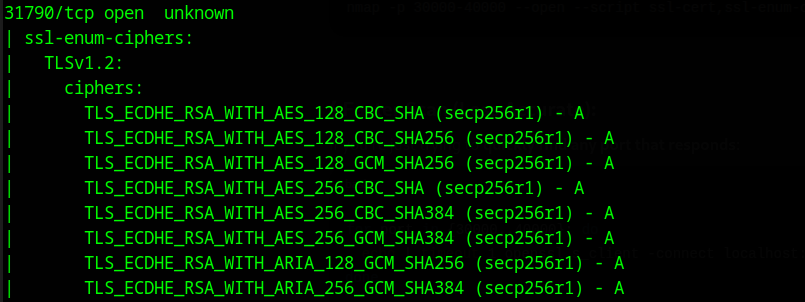 31790/tcp open  unknown
| ssl-enum-ciphers:
|   TLSv1.2:
|     ciphers:
|       TLS_ECDHE_RSA_WITH_AES_128_CBC_SHA (secp256r1) - A
|       TLS_ECDHE_RSA_WITH_AES_128_CBC_SHA256 (secp256r1) - A
|       TLS_ECDHE_RSA_WITH_AES_128_GCM_SHA256 (secp256r1) - A
|       TLS_ECDHE_RSA_WITH_AES_256_CBC_SHA (secp256r1) - A
|       TLS_ECDHE_RSA_WITH_AES_256_CBC_SHA384 (secp256r1) - A
|       TLS_ECDHE_RSA_WITH_AES_256_GCM_SHA384 (secp256r1) - A
|       TLS_ECDHE_RSA_WITH_ARIA_128_GCM_SHA256 (secp256r1) - A
|       TLS_ECDHE_RSA_WITH_ARIA_256_GCM_SHA384 (secp256r1) - A